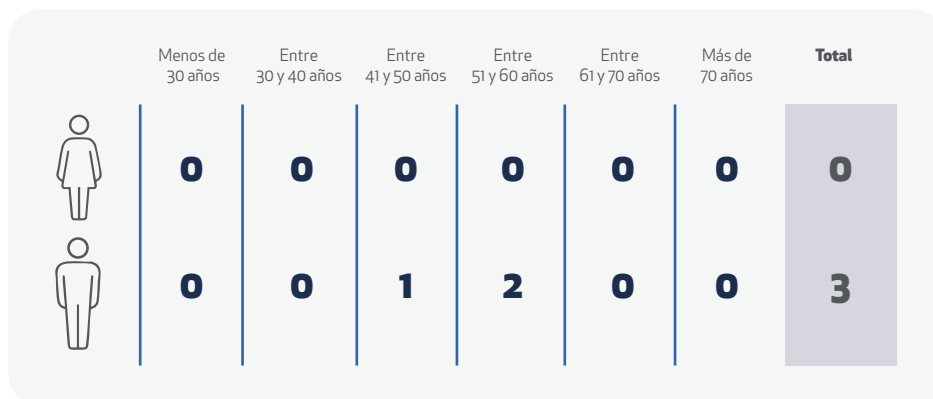 Menos de
30 años
Entre
30 y 40 años
Entre
41 y 50 años
Entre
51 y 60 años
Entre
61 y 70 años
Más de
70 años
Total
0 0 0 0 0 0 0
0 0 1 2 0 0 3